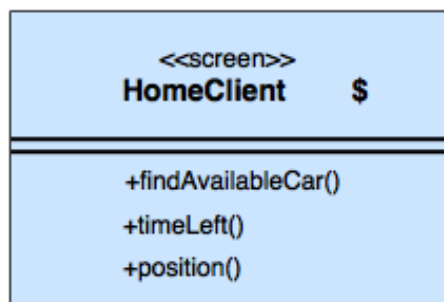 <<screen>>
HomeClient $
+findAvailableCar()
+timeLeft()
+position()